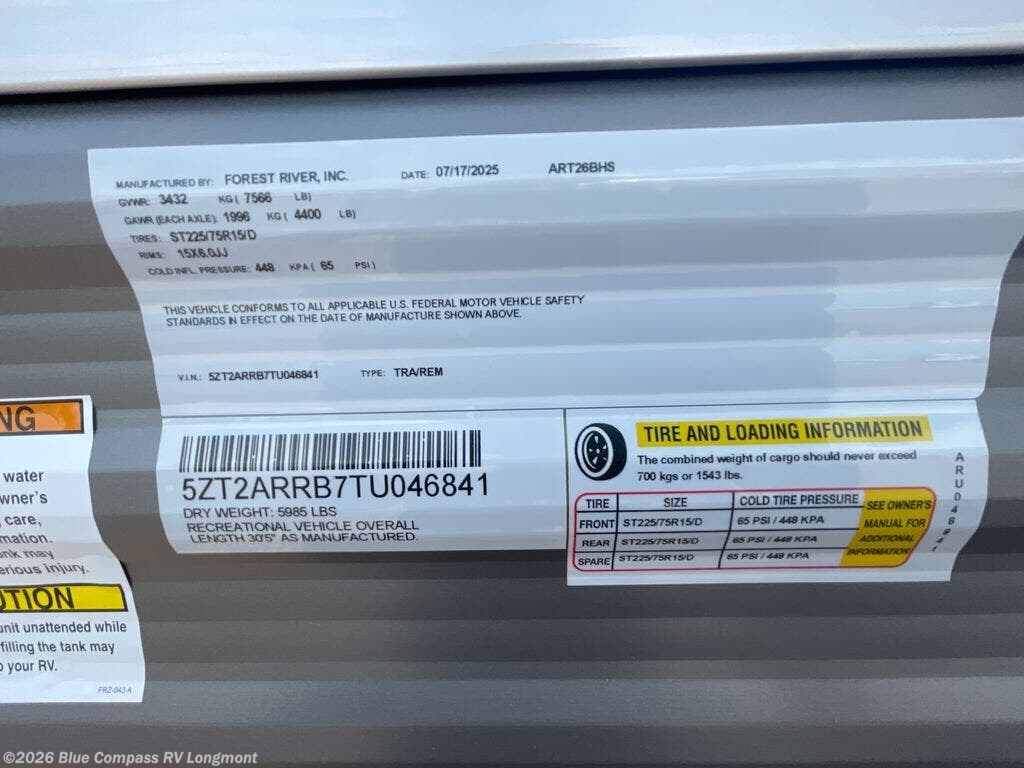 MANUFACTURED BY: FOREST RIVER, INC. DATE: 07/17/2025 ART26BHS
GVWR: 3432 KG ( 7566 LB)
GAWR (EACH AXLE): 1996 KG ( 4400 LB)
TIRES: ST225/75R15/D
RIMS: 15X6.0JJ
COLD INFL. PRESSURE: 448 KPA ( 65 PSI )
THIS VEHICLE CONFORMS TO ALL APPLICABLE U.S. FEDERAL MOTOR VEHICLE SAFETY
STANDARDS IN EFFECT ON THE DATE OF MANUFACTURE SHOWN ABOVE.
V.I.N.: 5ZT2ARRB7TU046841 TYPE: TRA/REM
5ZT2ARRB7TU046841
DRY WEIGHT: 5985 LBS
RECREATIONAL VEHICLE OVERALL
LENGTH 30'5" AS MANUFACTURED.
TIRE AND LOADING INFORMATION
The combined weight of cargo should never exceed
700 kgs or 1543 lbs.
TIRE SIZE COLD TIRE PRESSURE
FRONT ST225/75R15/D 65 PSI / 448 KPA
REAR ST225/75R15/D 65 PSI / 448 KPA
SPARE ST225/75R15/D 65 PSI / 448 KPA
SEE OWNER'S
MANUAL FOR
ADDITIONAL
INFORMATION
ARU046841
NG
water
wner's
, care,
mation.
ank may
erious injury.
UTION
unit unattended while
filling the tank may
o your RV.
FRZ-043 A
©2026 Blue Compass RV Longmont